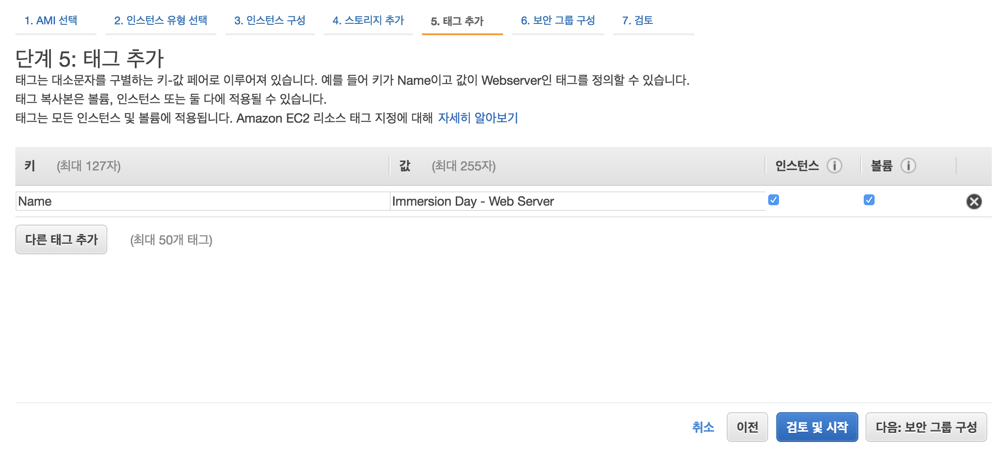 1. AMI 선택 2. 인스턴스 유형 선택 3. 인스턴스 구성 4. 스토리지 추가 5. 태그 추가 6. 보안 그룹 구성 7. 검토
단계 5: 태그 추가
태그는 대소문자를 구별하는 키-값 페어로 이루어져 있습니다. 예를 들어 키가 Name이고 값이 Webserver인 태그를 정의할 수 있습니다.
태그 복사본은 볼륨, 인스턴스 또는 둘 다에 적용될 수 있습니다.
태그는 모든 인스턴스 및 볼륨에 적용됩니다. Amazon EC2 리소스 태그 지정에 대해 자세히 알아보기
키 (최대 127자) 값 (최대 255자) 인스턴스 i 볼륨 i
Name Immersion Day - Web Server
다른 태그 추가 (최대 50개 태그)
취소 이전 검토 및 시작 다음: 보안 그룹 구성